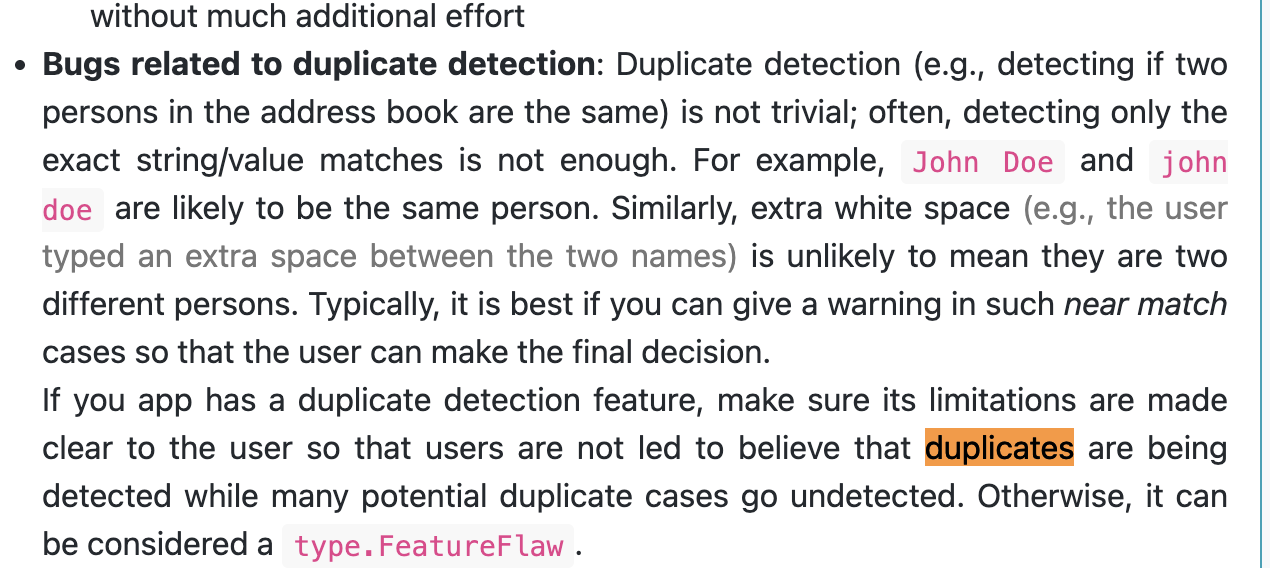 without much additional effort
• Bugs related to duplicate detection: Duplicate detection (e.g., detecting if two
persons in the address book are the same) is not trivial; often, detecting only the
exact string/value matches is not enough. For example, John Doe and john
doe are likely to be the same person. Similarly, extra white space (e.g., the user
typed an extra space between the two names) is unlikely to mean they are two
different persons. Typically, it is best if you can give a warning in such near match
cases so that the user can make the final decision.
If you app has a duplicate detection feature, make sure its limitations are made
clear to the user so that users are not led to believe that duplicates are being
detected while many potential duplicate cases go undetected. Otherwise, it can
be considered a type.FeatureFlaw.